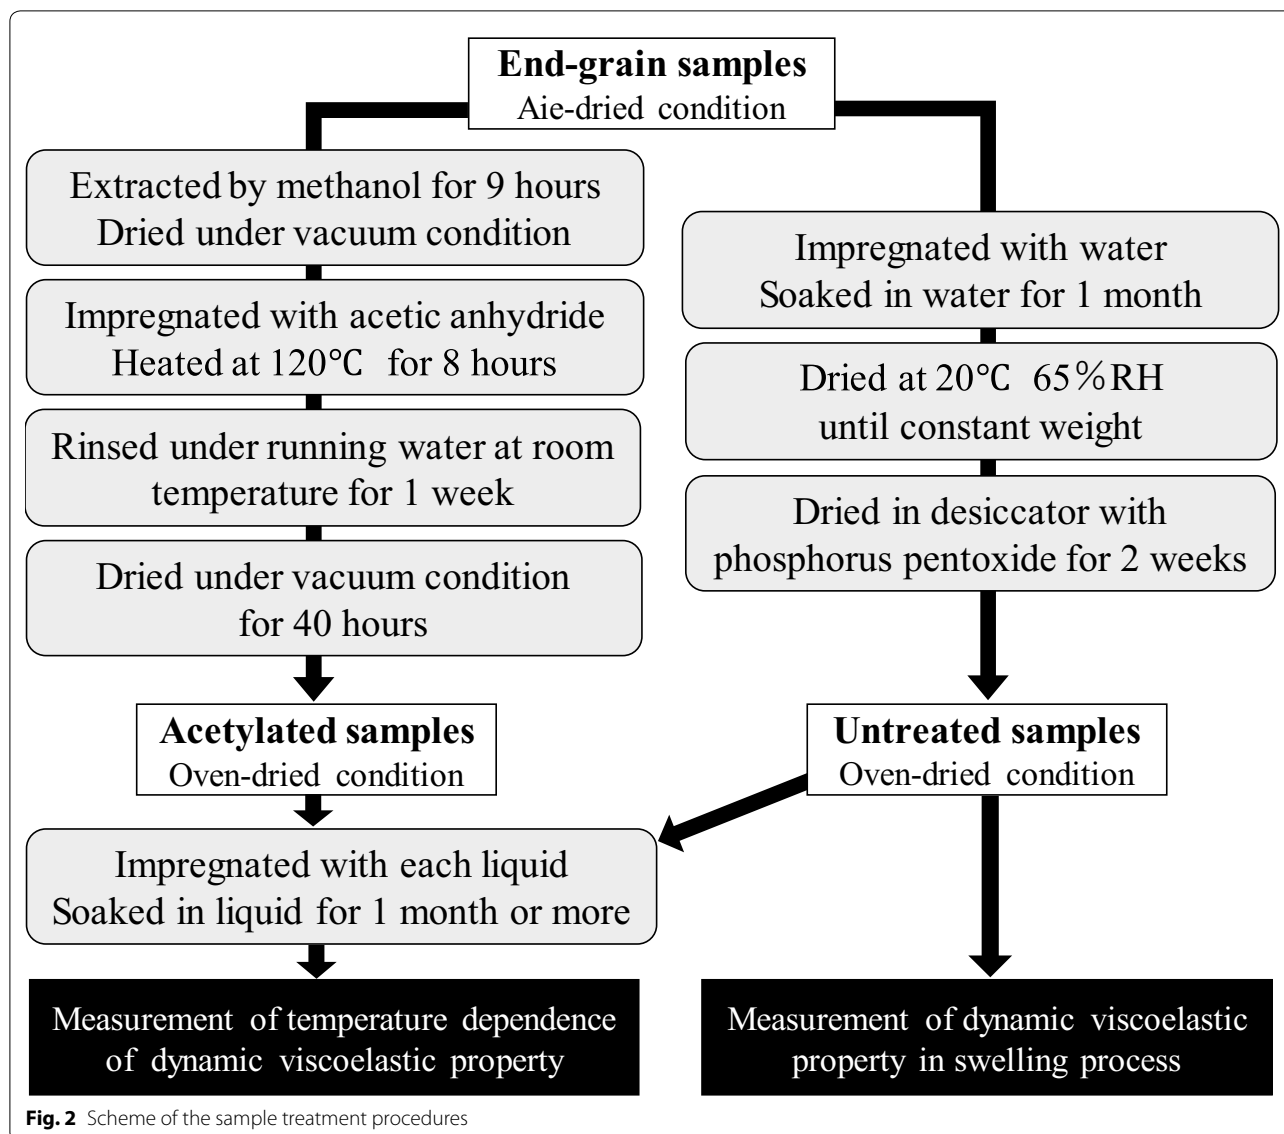 End-grain samples
Aie-dried condition
Extracted by methanol for 9 hours
Dried under vacuum condition
Impregnated with acetic anhydride
Heated at 120℃ for 8 hours
Rinsed under running water at room
temperature for 1 week
Dried under vacuum condition
for 40 hours
Acetylated samples
Oven-dried condition
Impregnated with water
Soaked in water for 1 month
Dried at 20℃ 65%RH
until constant weight
Dried in desiccator with
phosphorus pentoxide for 2 weeks
Untreated samples
Oven-dried condition
Impregnated with each liquid
Soaked in liquid for 1 month or more
Measurement of temperature dependence
of dynamic viscoelastic property
Measurement of dynamic viscoelastic
property in swelling process
Fig. 2 Scheme of the sample treatment procedures